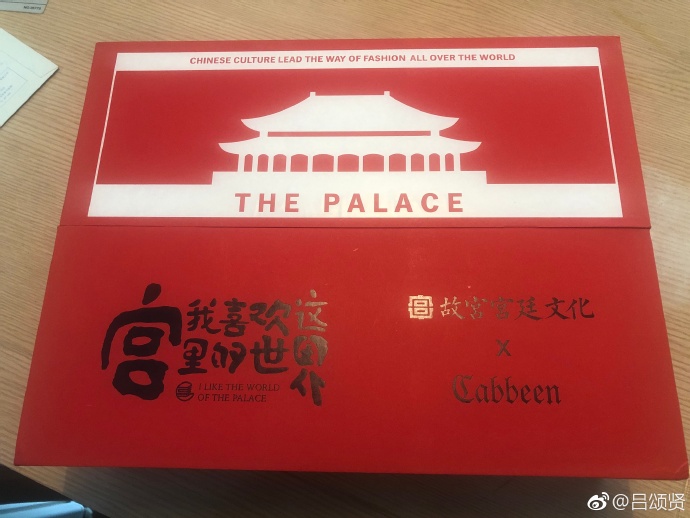 CHINESE CULTURE LEAD THE WAY OF FASHION ALL OVER THE WORLD
THE PALACE
我喜欢这
宫里的世界
I LIKE THE WORLD
OF THE PALACE
故宫宫廷文化
X
Cabbeen
@吕颂贤